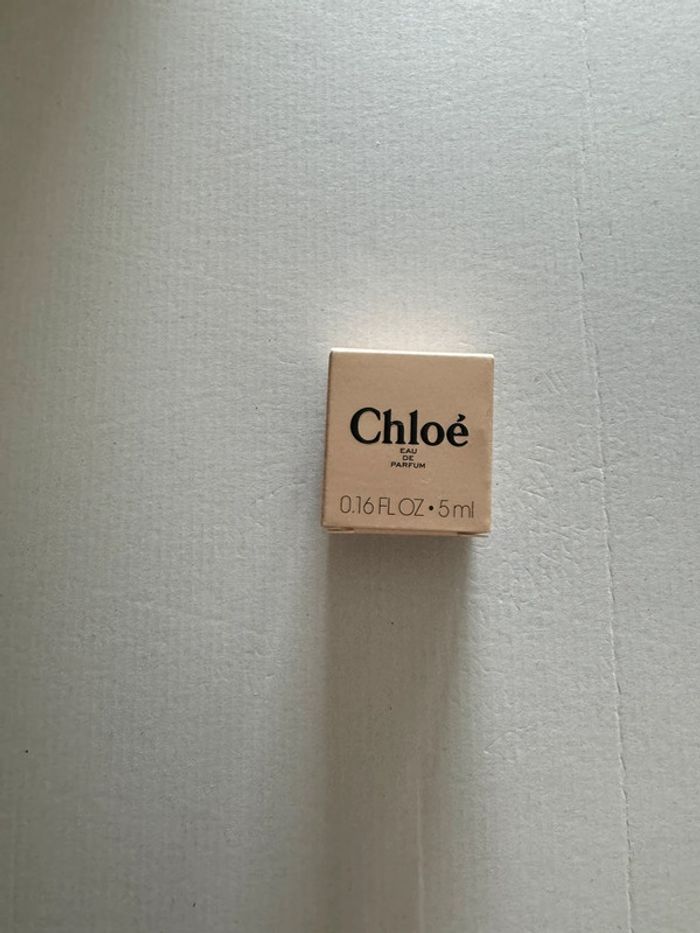 Chloé
EAU
DE
PARFUM
0.16 FL OZ • 5 ml